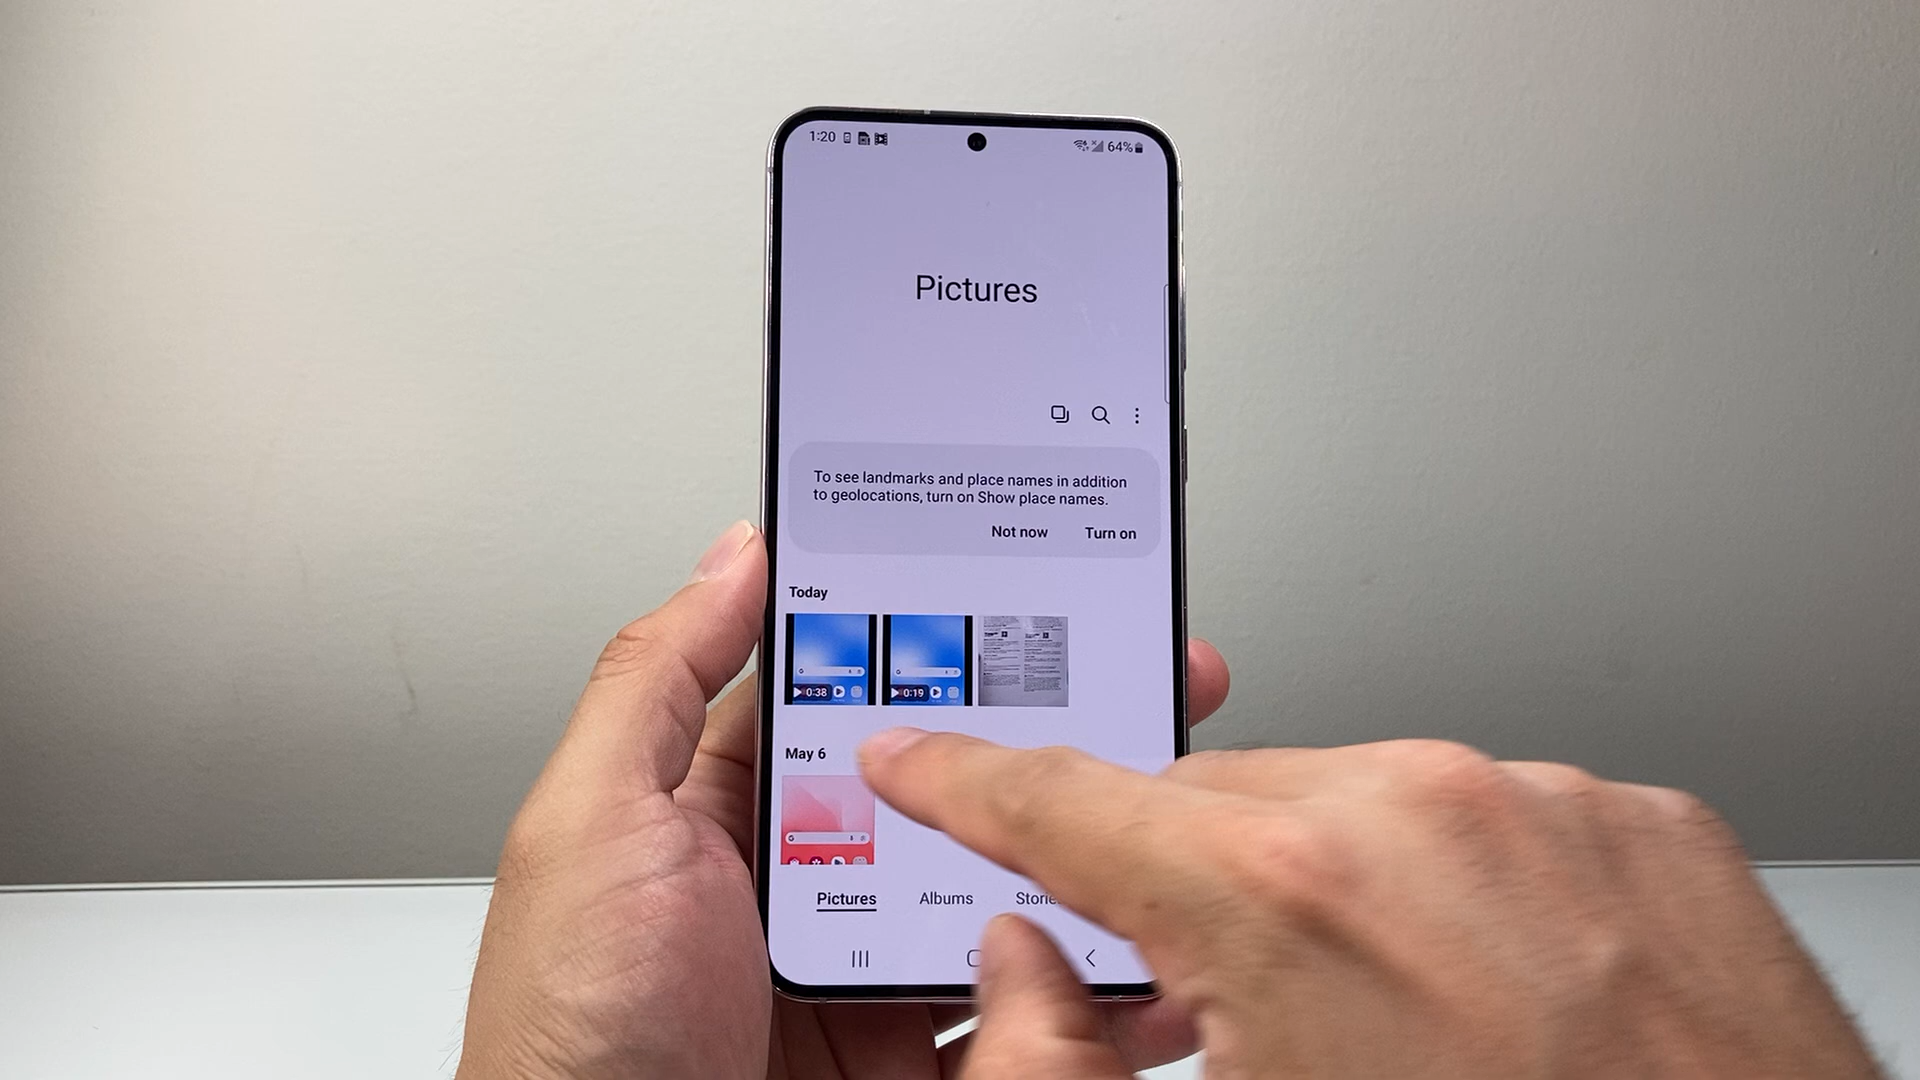 1:20
64%
Pictures
To see landmarks and place names in addition
to geolocations, turn on Show place names.
Not now Turn on
Today
0:38
0:19
May 6
Pictures Albums